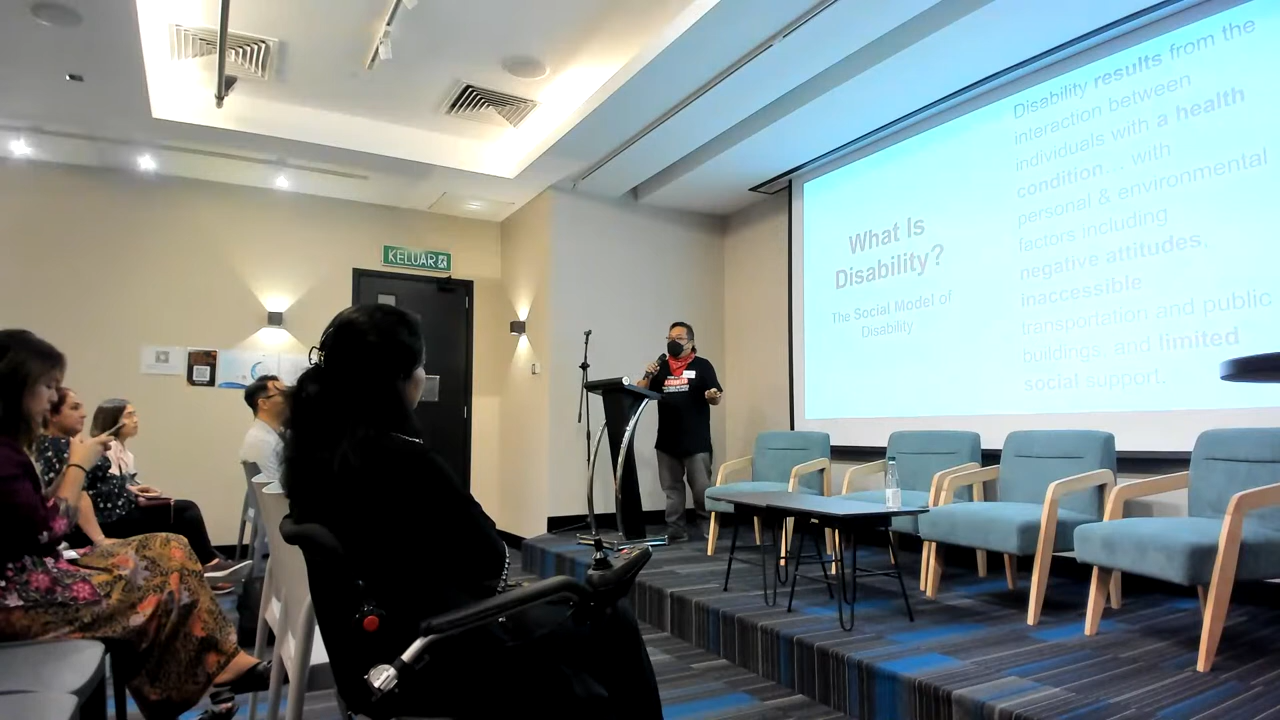 KELUAR
What Is
Disability?
The Social Model of
Disability
Disability results from the
interaction between
individuals with a health
condition. . with
personal & environmental
factors including
negative attitudes,
inaccessible
transportation and public
buildings, and limited
social support.